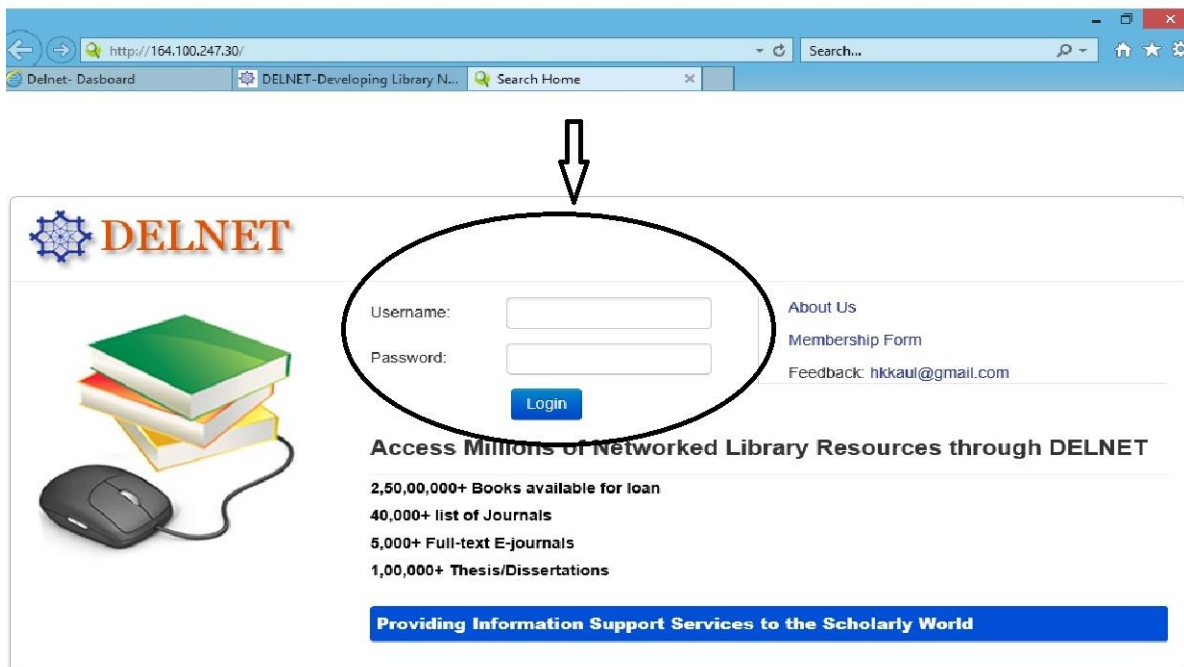 http://164.100.247.30/
Search...
Delnet- Dasboard
DELNET-Developing Library N...
Search Home
DELNET
Username:
Password:
Login
About Us
Membership Form
Feedback: hkkaul@gmail.com
Access Millions of Networked Library Resources through DELNET
2,50,00,000+ Books available for loan
40,000+ list of Journals
5,000+ Full-text E-journals
1,00,000+ Thesis/Dissertations
Providing Information Support Services to the Scholarly World